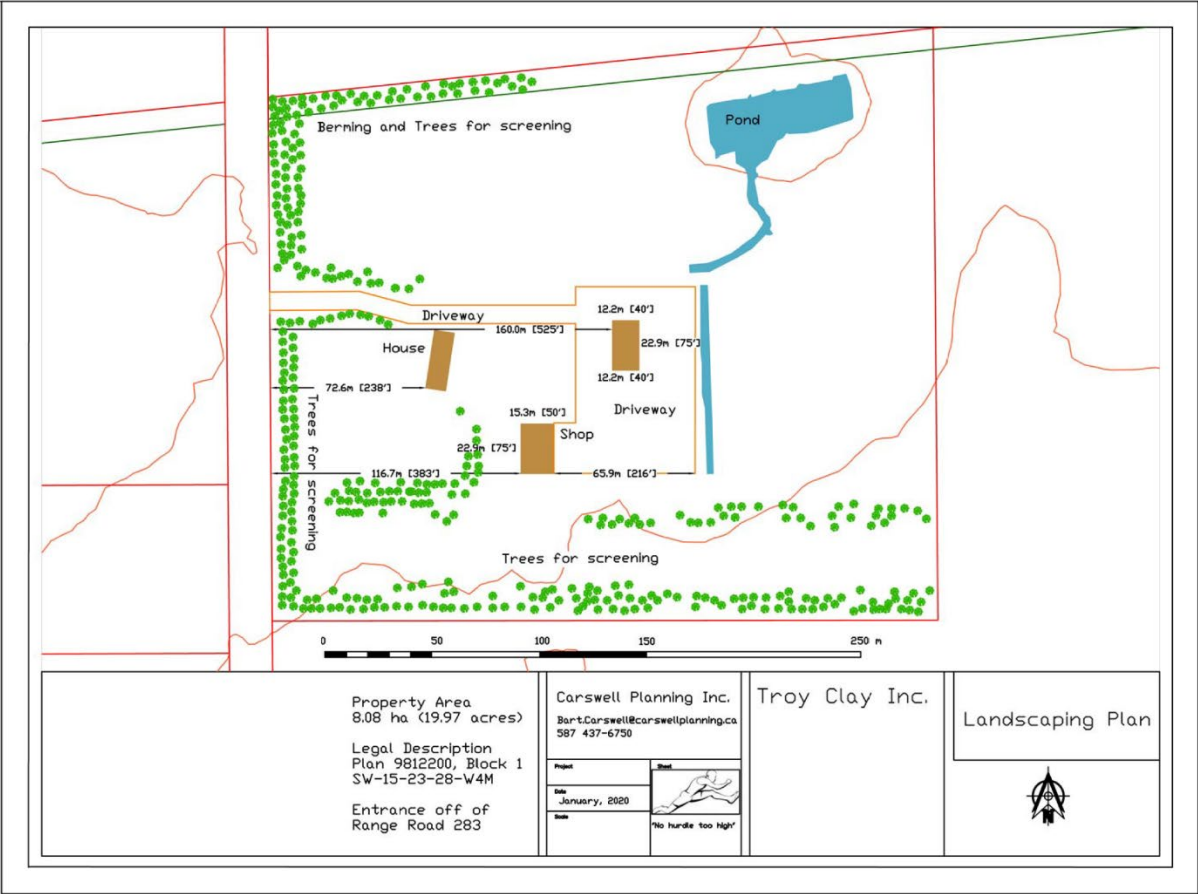 Berming and Trees for screening
Pond
Driveway
12.2m [40']
160.0m [525']
House
22.9m [75']
12.2m [40']
72.6m [238']
Trees for screening
15.3m [50']
Driveway
Shop
22.9m [75']
116.7m [383']
65.9m [216']
Trees for screening
0 50 100 150 250 m
Property Area
8.08 ha (19.97 acres)
Legal Description
Plan 9812200, Block 1
SW-15-23-28-W4M
Entrance off of
Range Road 283
Carswell Planning Inc.
Bart.Carswell@carswellplanning.ca
587 437-6750
Project
Sheet
Date
January, 2020
Scale
"No hurdle too high"
Troy Clay Inc.
Landscaping Plan
N